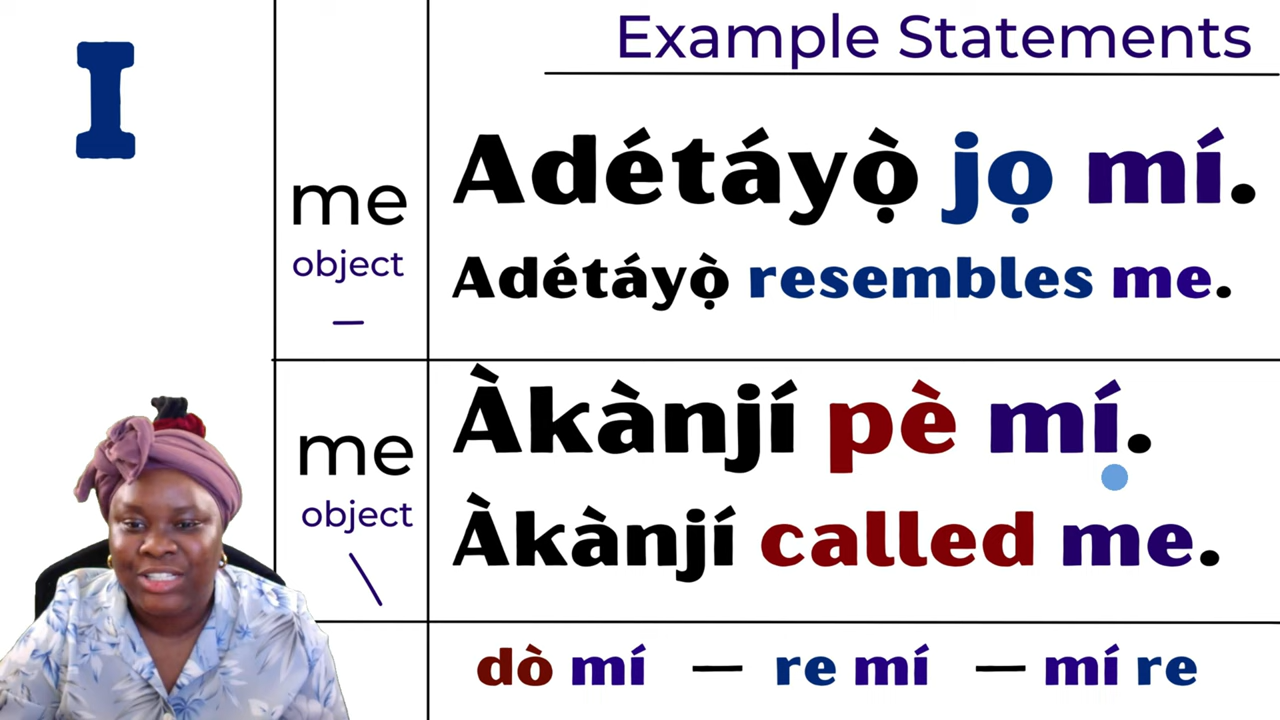 I
Example Statements
me
object
–
Adétáyọ̀ jọ mí.
Adétáyọ̀ resembles me.
me
object
\
Àkànjí pè mí.
Àkànjí called me.
dò mí — re mí — mí re